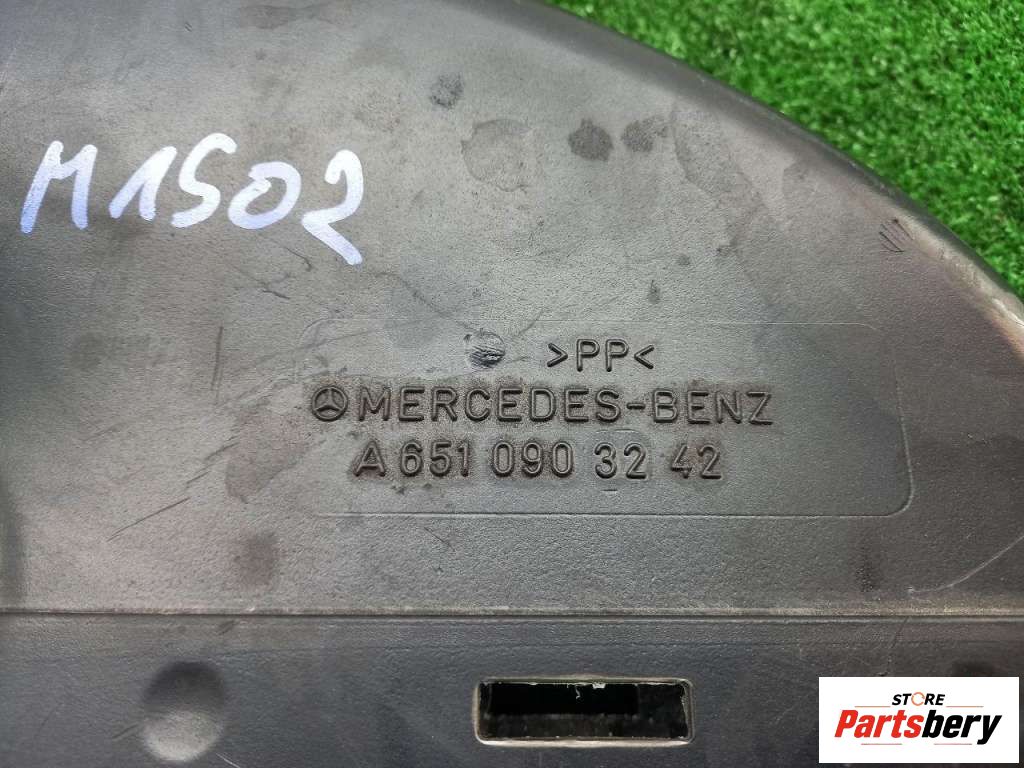 M1502
>PP<
MERCEDES-BENZ
A 651 090 32 42
STORE
Partsbery